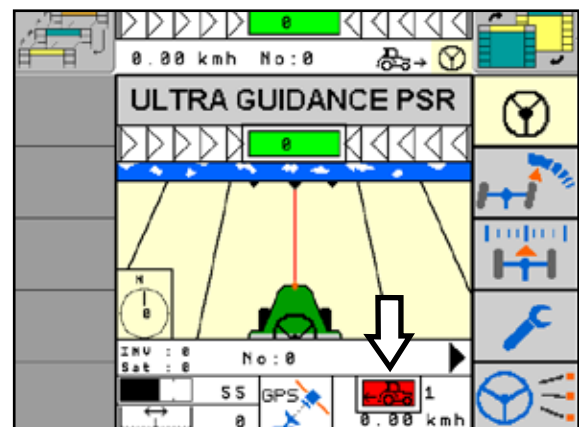 0
0.00 kmh No:0
ULTRA GUIDANCE PSR
0
N
0
INV : 0
Sat : 0
No:0
SS
GPS
1
0
0.00 kmh